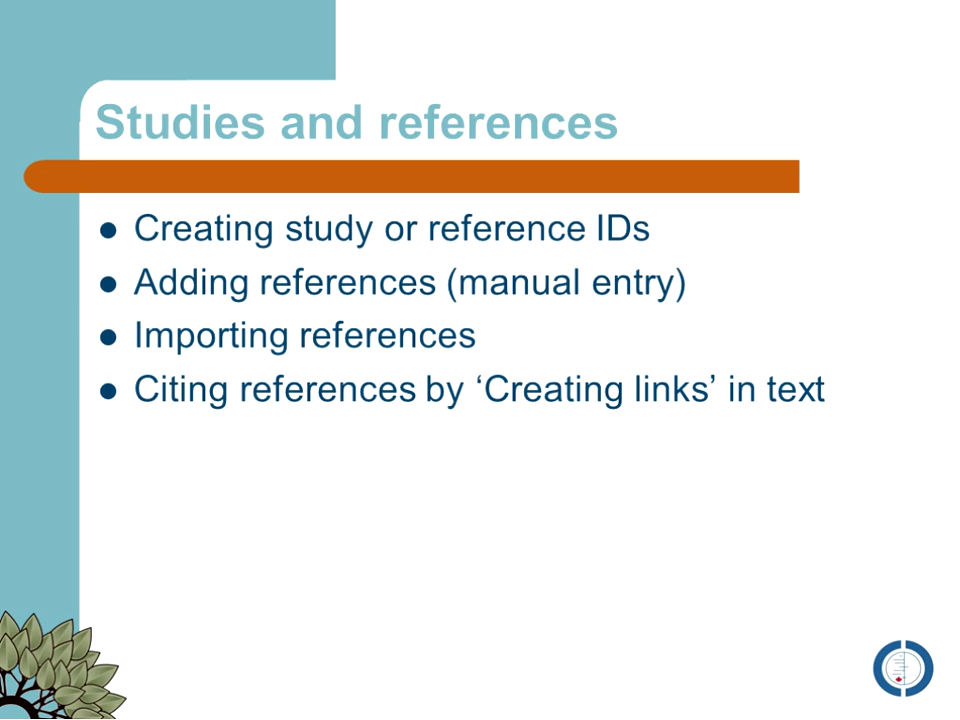 Studies and references
● Creating study or reference IDs
● Adding references (manual entry)
● Importing references
● Citing references by ‘Creating links’ in text